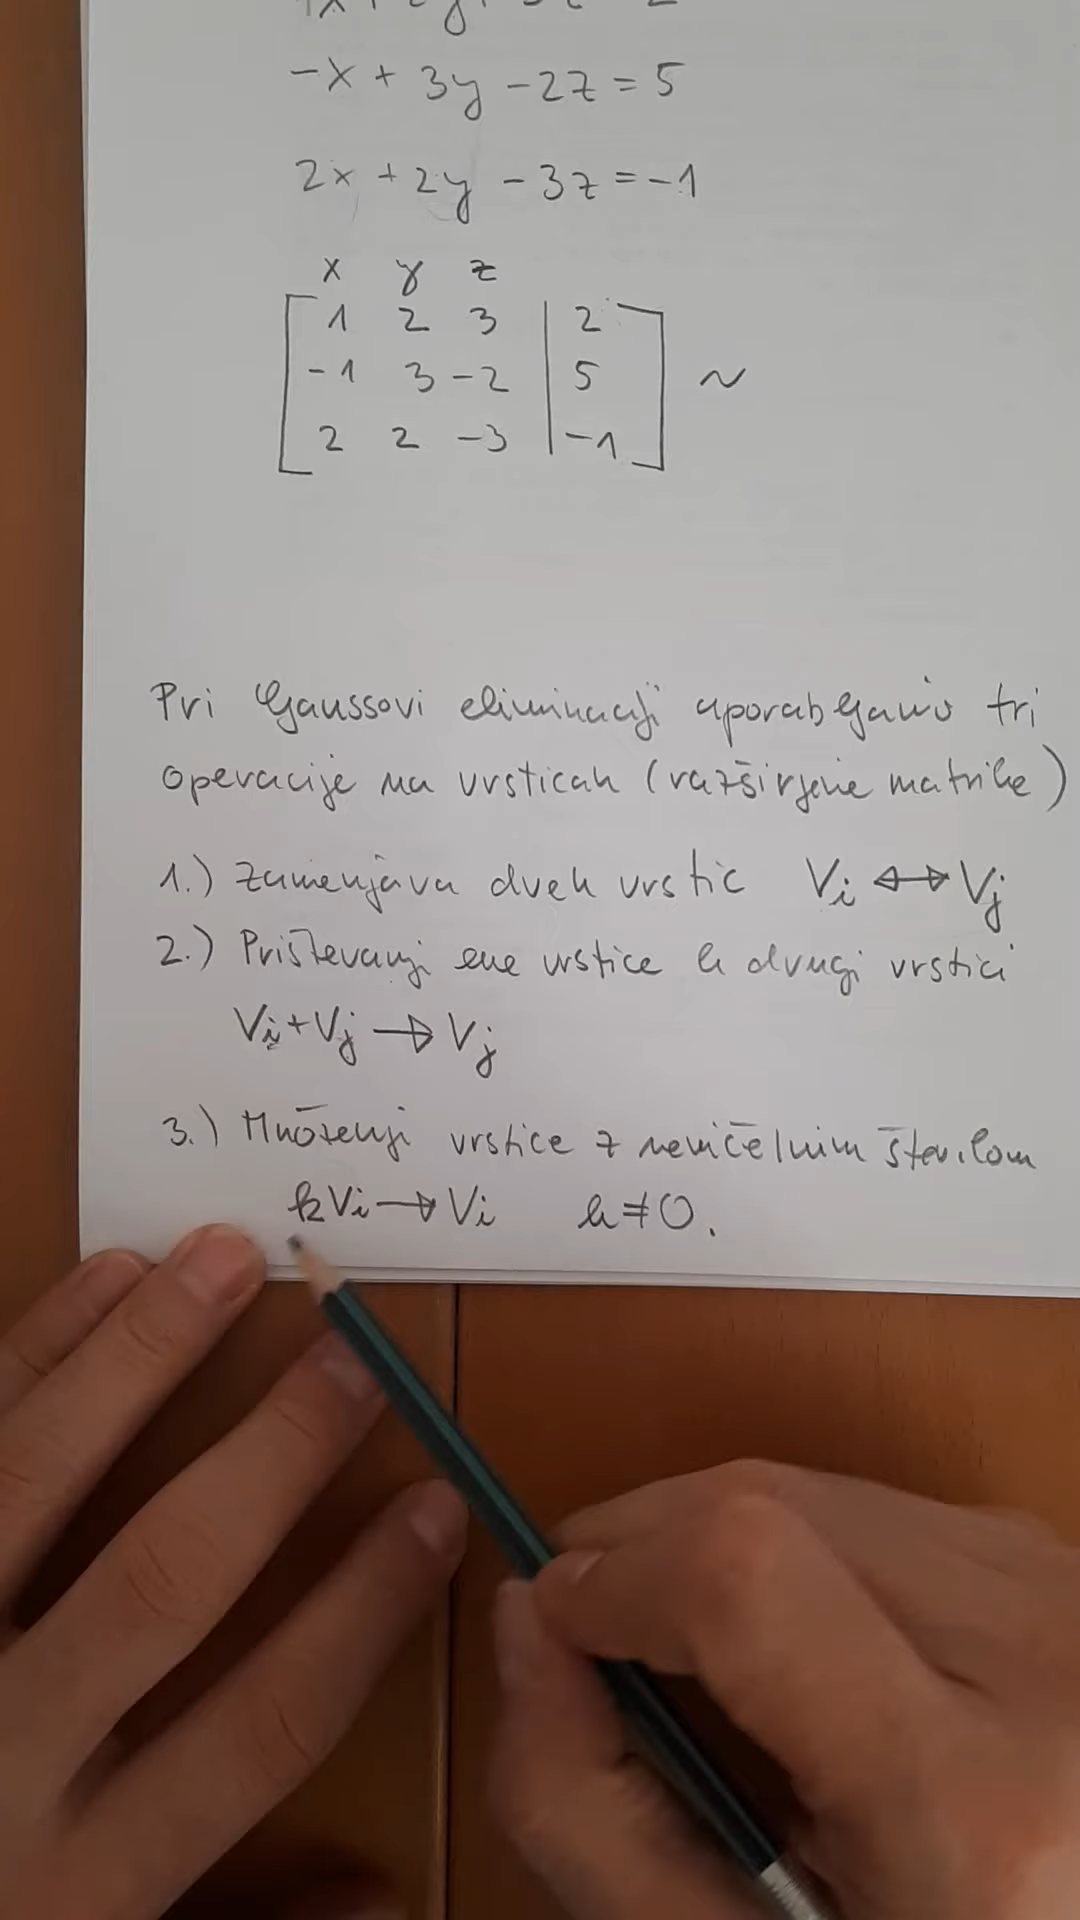 -x + 3y - 2z = 5
2x + 2y - 3z = -1
x y z
1 2 3 | 2
-1 3 -2 | 5 ~
2 2 -3 | -1
Pri Gaussovi eliminaciji uporabljamo tri
operacije na vrsticah (razširjene matrike)
1.) Zamenjava dveh vrstic Vi ↔ Vj
2.) Prištevanje ene vrstice k drugi vrstici
Vi + Vj → Vj
3.) Množenje vrstice z neničelnim številom
kVi → Vi k ≠ 0.